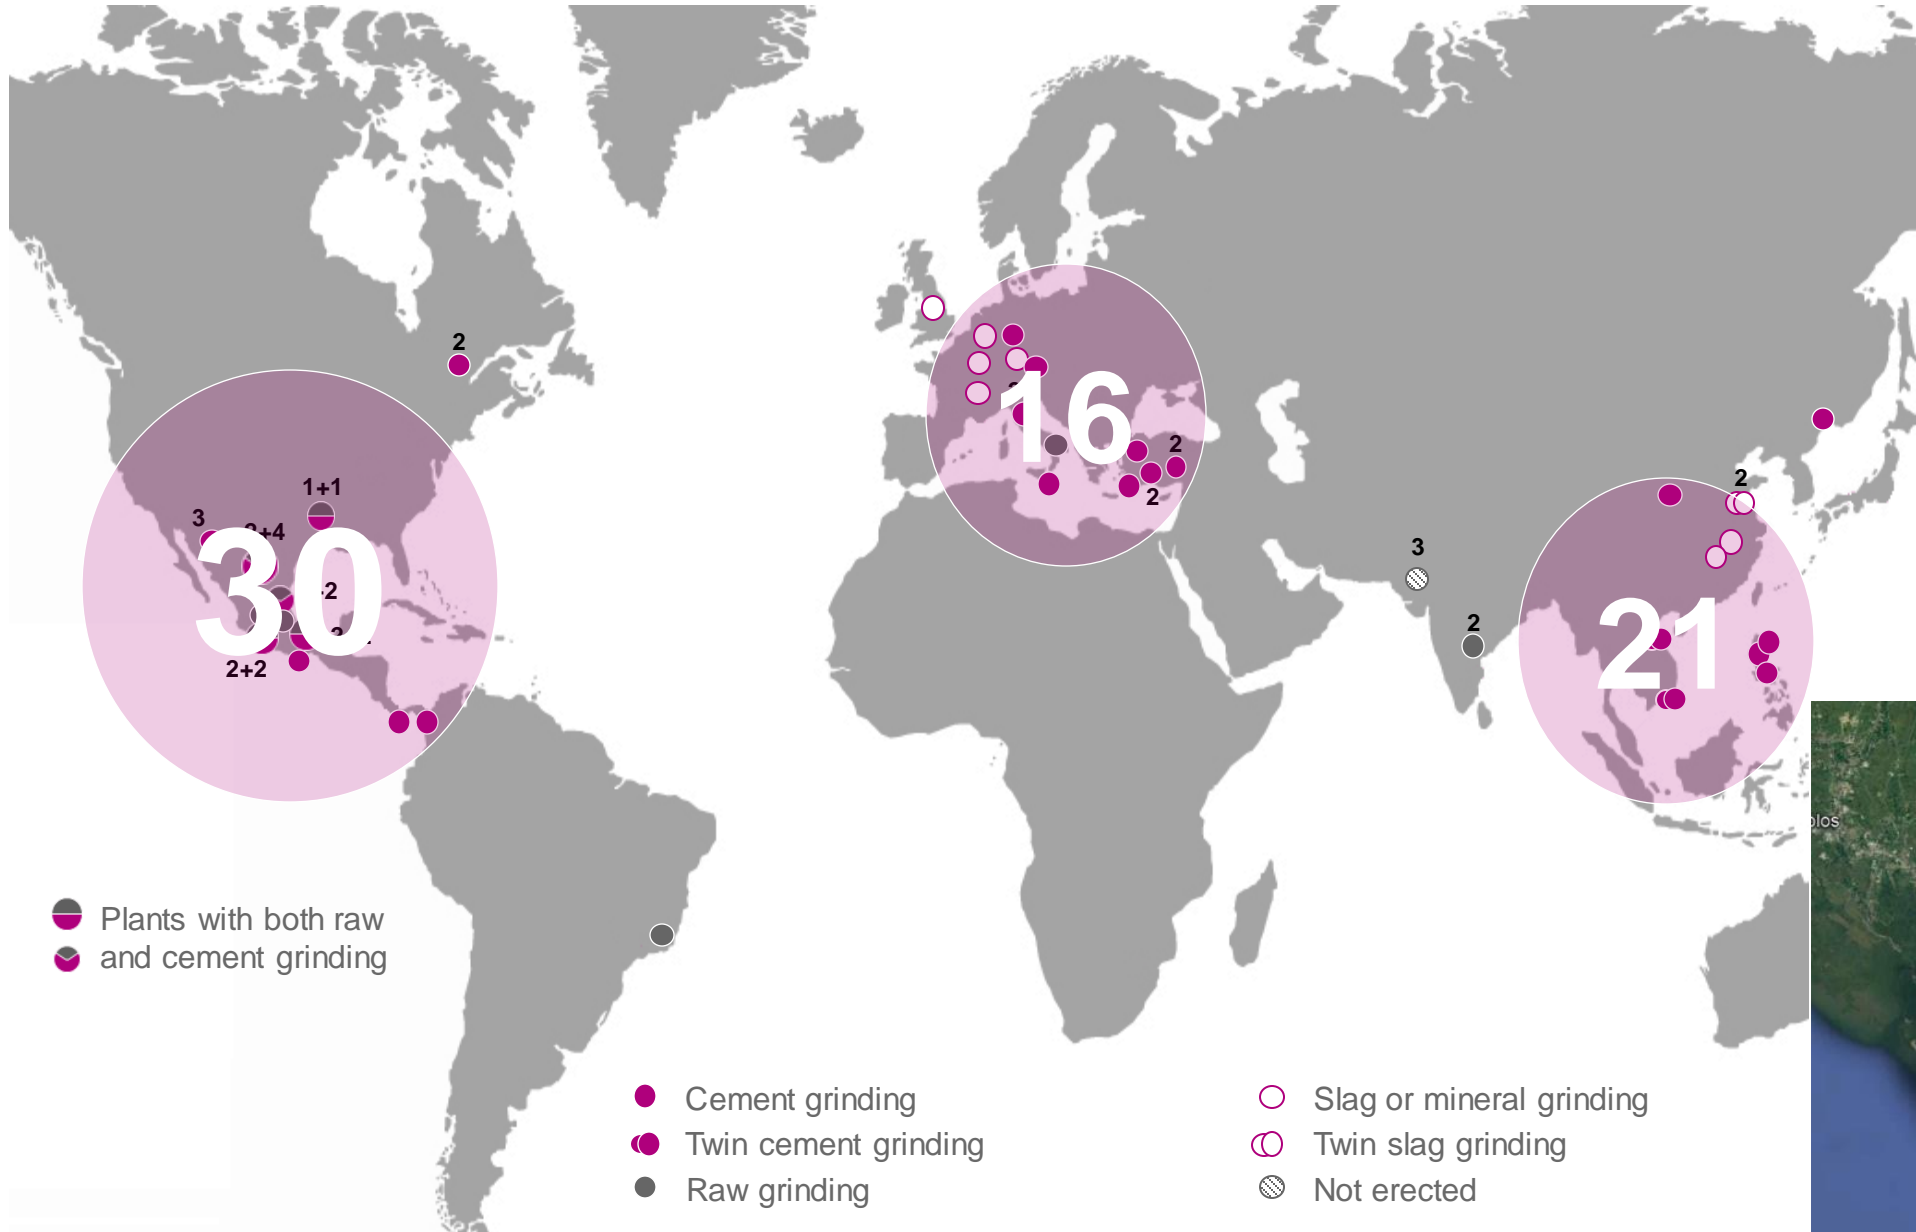 2
16
2
2
2
1+1
3
+4
30
-2
2+2
3
2
21
olos
Plants with both raw
and cement grinding
Cement grinding
Slag or mineral grinding
Twin cement grinding
Twin slag grinding
Raw grinding
Not erected